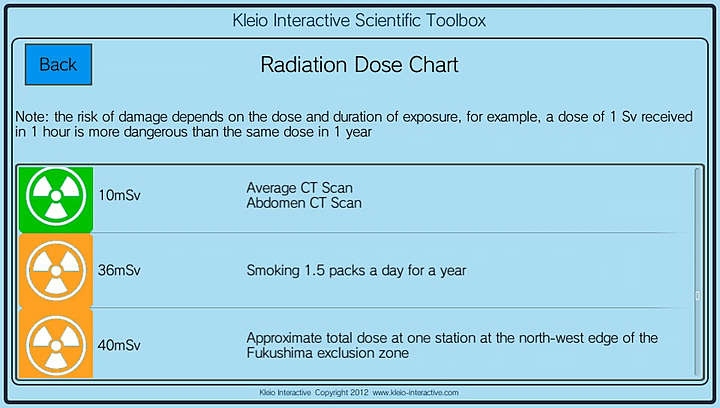 Kleio Interactive Scientific Toolbox
Back
Radiation Dose Chart
Note: the risk of damage depends on the dose and duration of exposure, for example, a dose of 1 Sv received
in 1 hour is more dangerous than the same dose in 1 year
10mSv
Average CT Scan
Abdomen CT Scan
36mSv
Smoking 1.5 packs a day for a year
40mSv
Approximate total dose at one station at the north-west edge of the
Fukushima exclusion zone
Kleio Interactive Copyright 2012 www.kleio-interactive.com